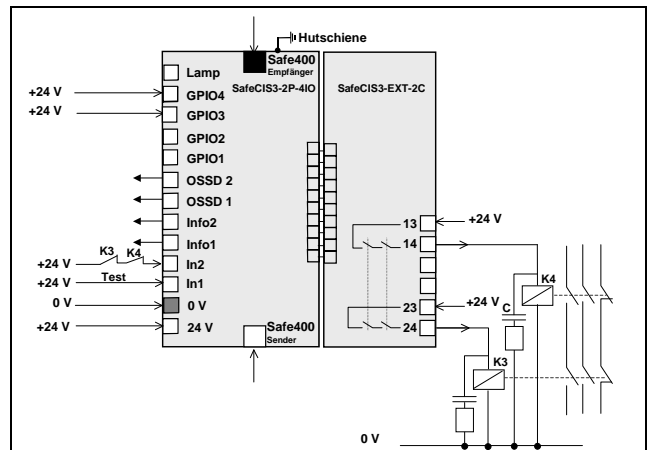 Hutschiene
Safe400
Empfänger
Lamp
SafeCIS3-2P-4IO
SafeCIS3-EXT-2C
+24 V
GPIO4
+24 V
GPIO3
GPIO2
GPIO1
OSSD 2
OSSD 1
Info2
13
+24 V
Info1
14
K3
K4
+24 V
In2
K4
Test
+24 V
In1
0 V
0 V
23
+24 V
C
+24 V
24 V
Safe400
24
Sender
K3
0 V